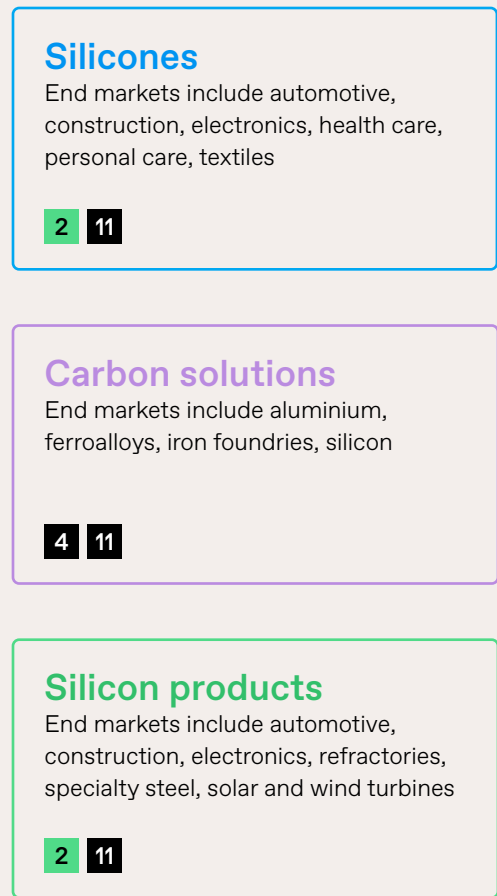 Silicones
End markets include automotive,
construction, electronics, health care,
personal care, textiles
2 11
Carbon solutions
End markets include aluminium,
ferroalloys, iron foundries, silicon
4 11
Silicon products
End markets include automotive,
construction, electronics, refractories,
specialty steel, solar and wind turbines
2 11